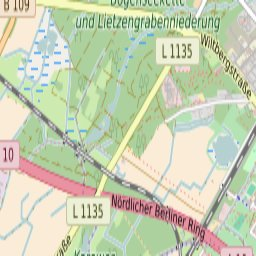 B 109
Bogenseekette
und Lietzengrabenniederung
L 1135
Wiltbergstraße
10
Nördlicher Berliner Ring
L 1135